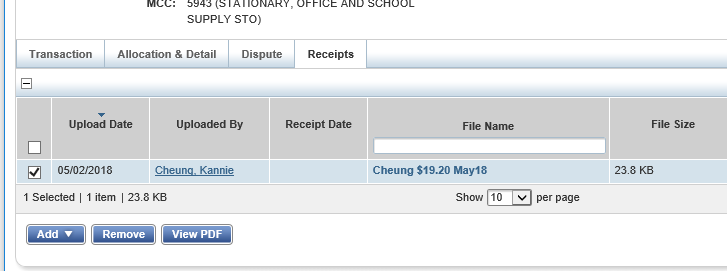 MCC: 5943 (STATIONARY, OFFICE AND SCHOOL
SUPPLY STO)
Transaction Allocation & Detail Dispute Receipts
Upload Date Uploaded By Receipt Date File Name File Size
05/02/2018 Cheung, Kannie Cheung $19.20 May18 23.8 KB
1 Selected | 1 item | 23.8 KB Show 10 per page
Add Remove View PDF